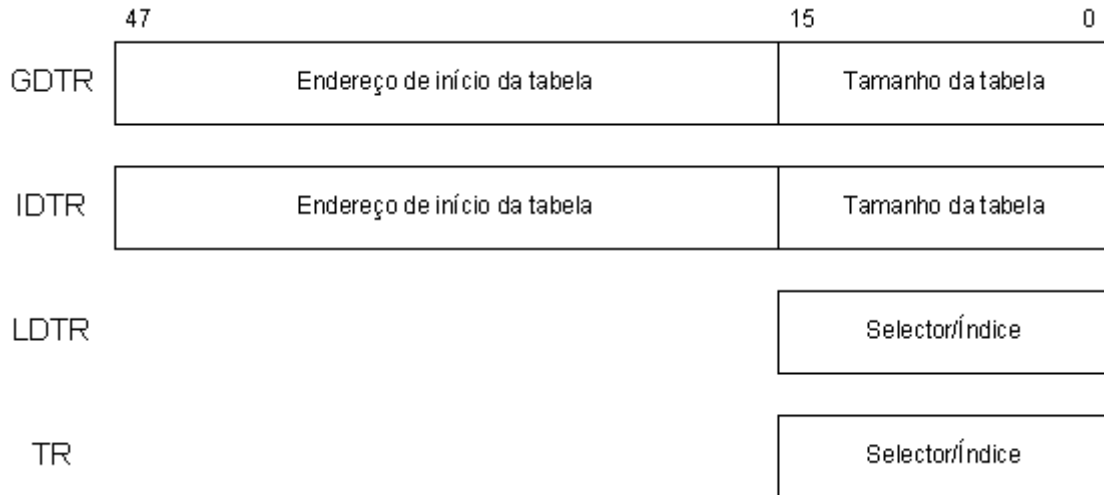 47 15 0
GDTR Endereço de início da tabela Tamanho da tabela
IDTR Endereço de início da tabela Tamanho da tabela
LDTR Selector/Índice
TR Selector/Índice